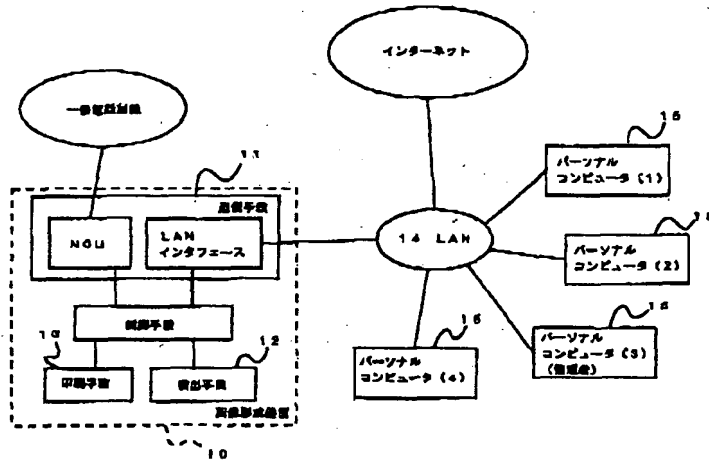 インターネット
一般電話回線
11
15
パーソナル
コンピュータ(1)
通信手段
NCU
LAN
インタフェース
14 LAN
パーソナル
コンピュータ(2)
制御手段
12
印刷手段
検出手段
画像形成装置
10
15
パーソナル
コンピュータ(4)
パーソナル
コンピュータ(3)
(管理者)